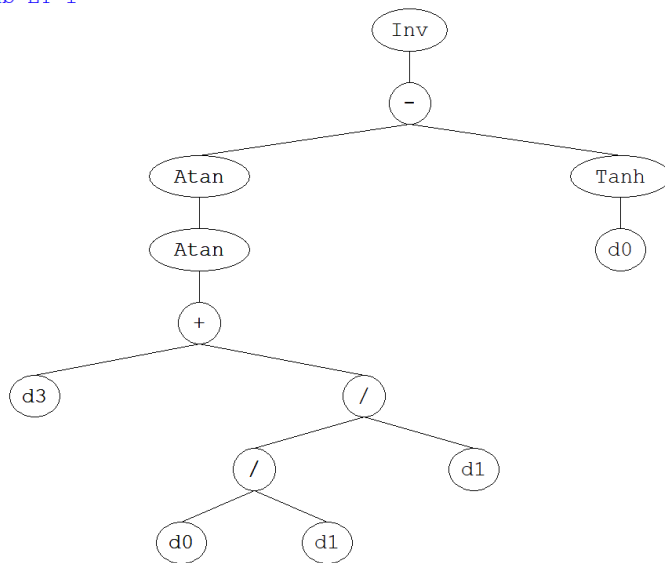 Inv
-
Atan
Tanh
Atan
d0
+
d3
/
/
d1
d0
d1